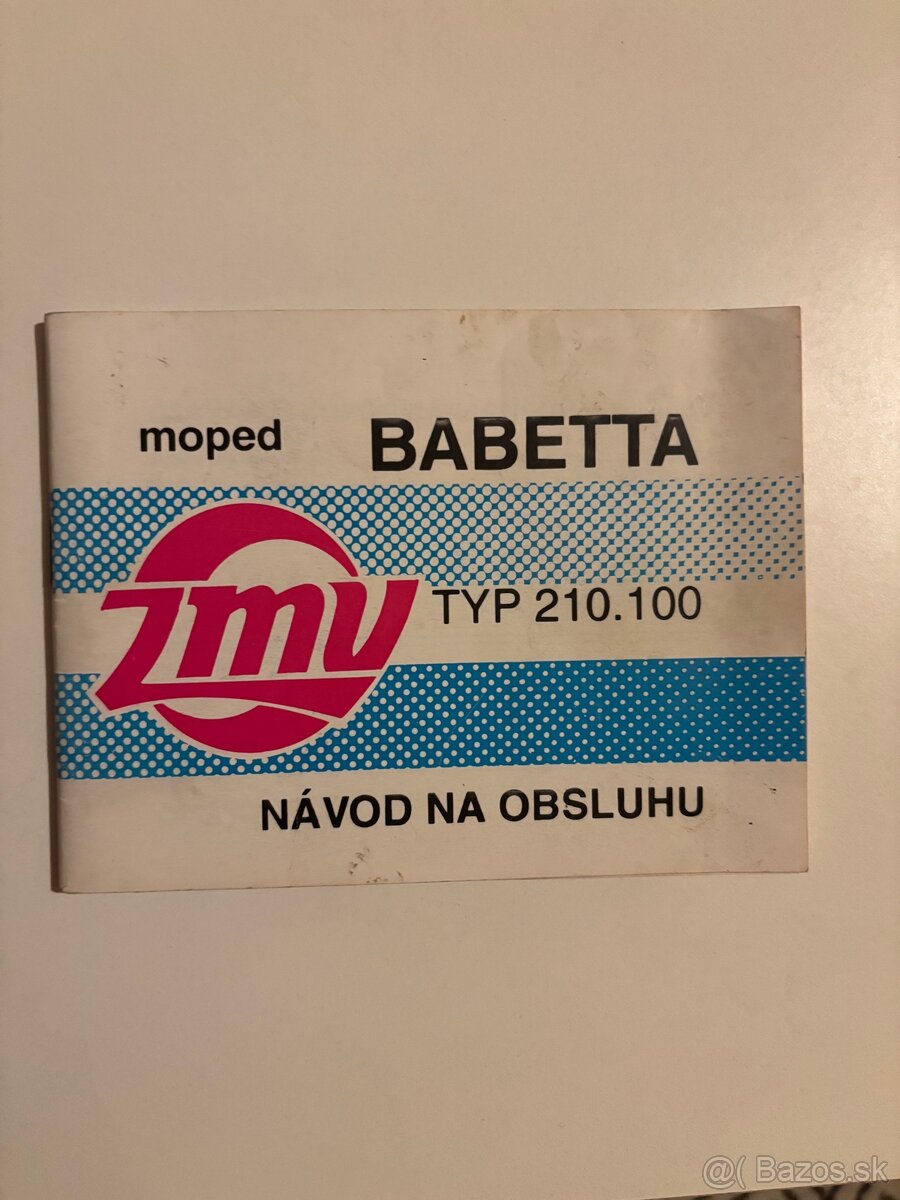 moped BABETTA
zmv
TYP 210.100
NÁVOD NA OBSLUHU
@( Bazos.sk